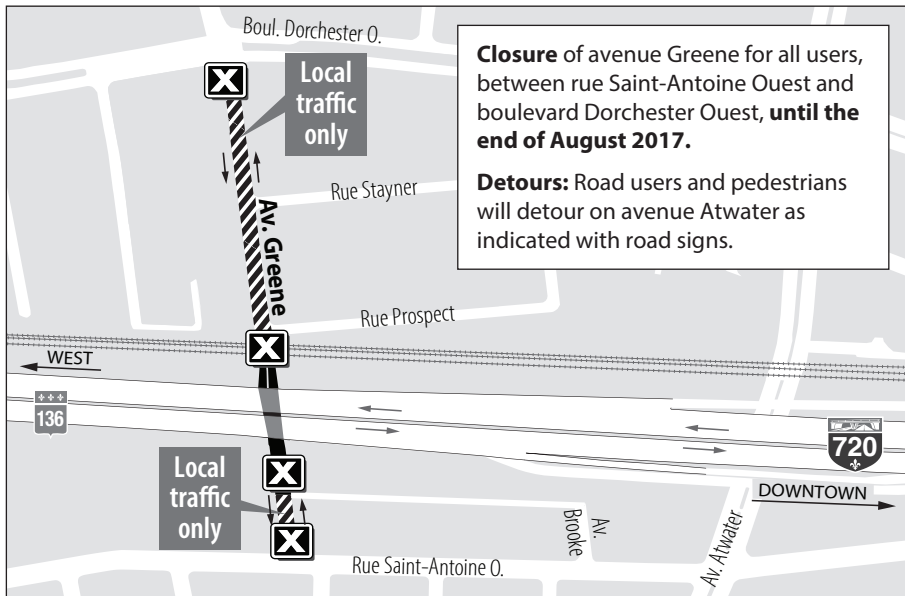 Boul. Dorchester O.
Local
traffic
only
Closure of avenue Greene for all users,
between rue Saint-Antoine Ouest and
boulevard Dorchester Ouest, until the
end of August 2017.
Detours: Road users and pedestrians
will detour on avenue Atwater as
indicated with road signs.
Rue Stayner
Av. Greene
Rue Prospect
X
X
WEST
136
720
DOWNTOWN
Local
traffic
only
X
X
Av.
Brooke
Av. Atwater
Rue Saint-Antoine O.